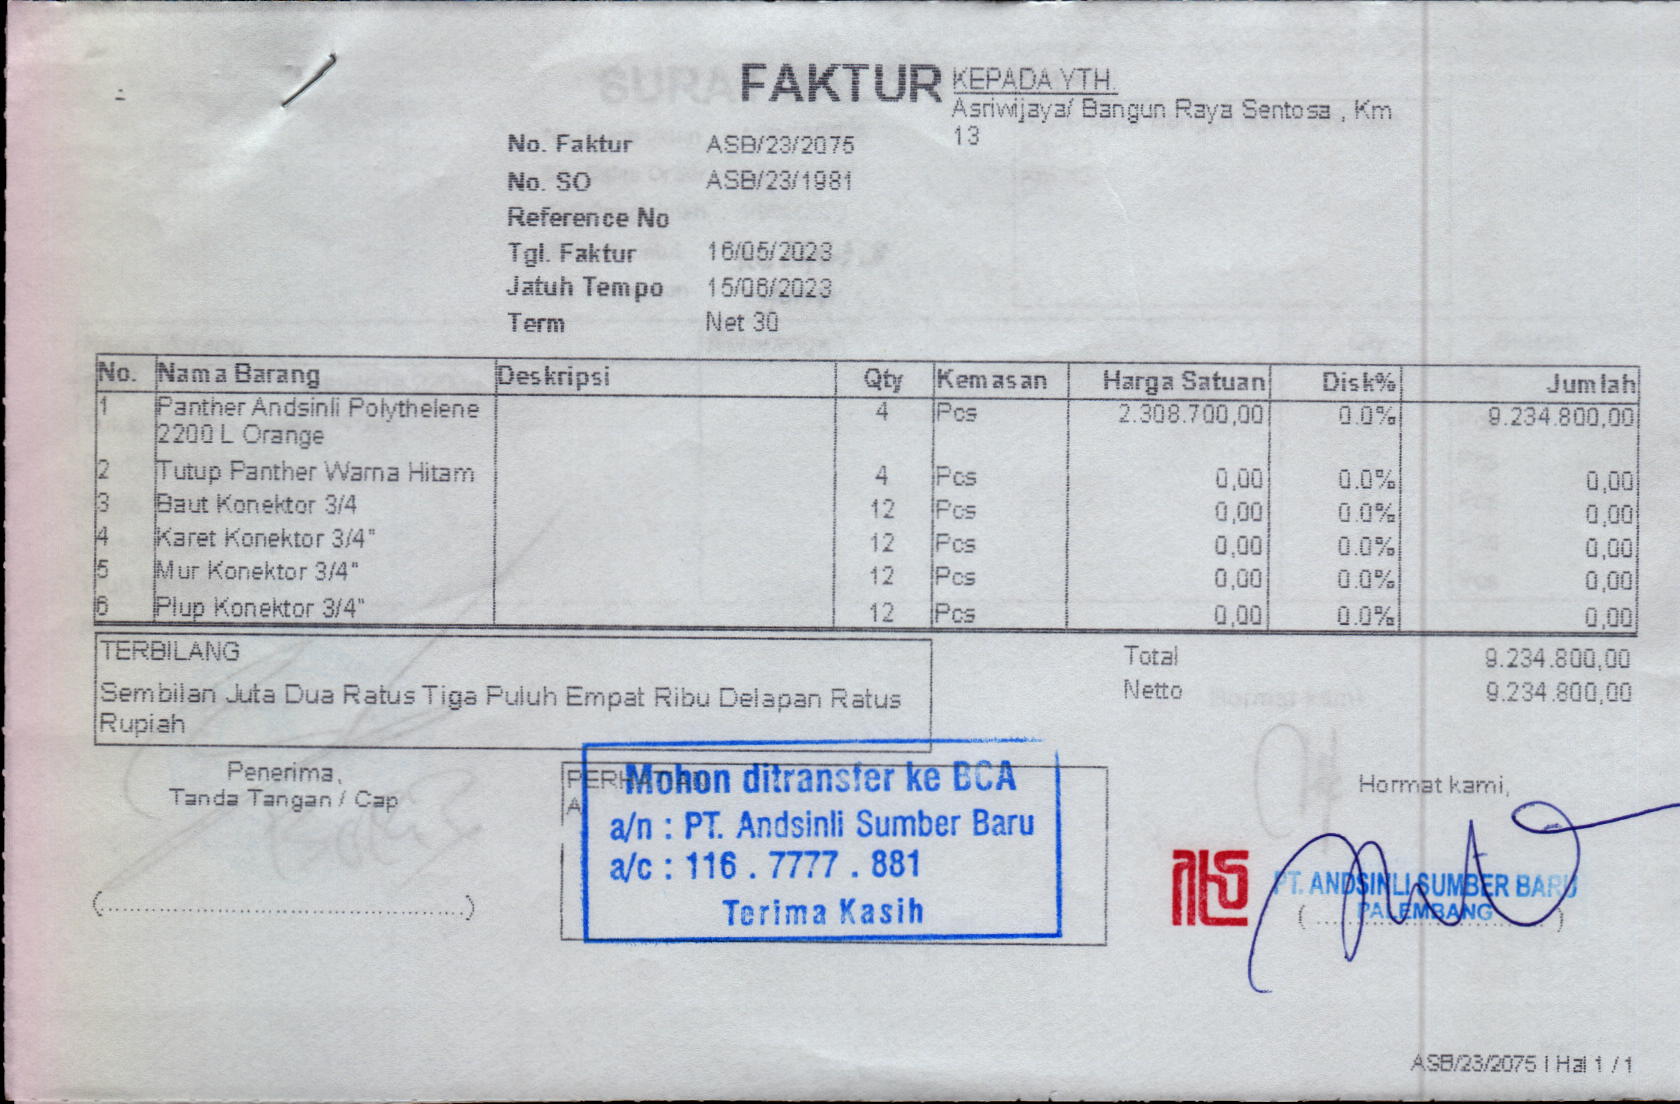 FAKTUR
KEPADA YTH.
Asriwijaya/ Bangun Raya Sentosa , Km
13
No. Faktur ASB/23/2075
No. SO ASB/23/1981
Reference No
Tgl. Faktur 16/05/2023
Jatuh Tempo 15/06/2023
Term Net 30
No. Nama Barang Deskripsi Qty Kemasan Harga Satuan Disk% Jumlah
1 Panther Andsinli Polythelene 4 Pcs 2.308.700,00 0.0% 9.234.800,00
2200 L Orange
2 Tutup Panther Warna Hitam 4 Pcs 0,00 0.0% 0,00
3 Baut Konektor 3/4 12 Pcs 0,00 0.0% 0,00
4 Karet Konektor 3/4" 12 Pcs 0,00 0.0% 0,00
5 Mur Konektor 3/4" 12 Pcs 0,00 0.0% 0,00
6 Plup Konektor 3/4" 12 Pcs 0,00 0.0% 0,00
TERBILANG
Sembilan Juta Dua Ratus Tiga Puluh Empat Ribu Delapan Ratus
Rupiah
Total 9.234.800,00
Netto 9.234.800,00
Penerima,
Tanda Tangan / Cap
(..........)
Mohon ditransfer ke BCA
a/n : PT. Andsinli Sumber Baru
a/c : 116 . 7777 . 881
Terima Kasih
Hormat kami,
PT. ANDSINLI SUMBER BARU
PALEMBANG
(..........)
ASB/23/2075 | Hal 1 / 1